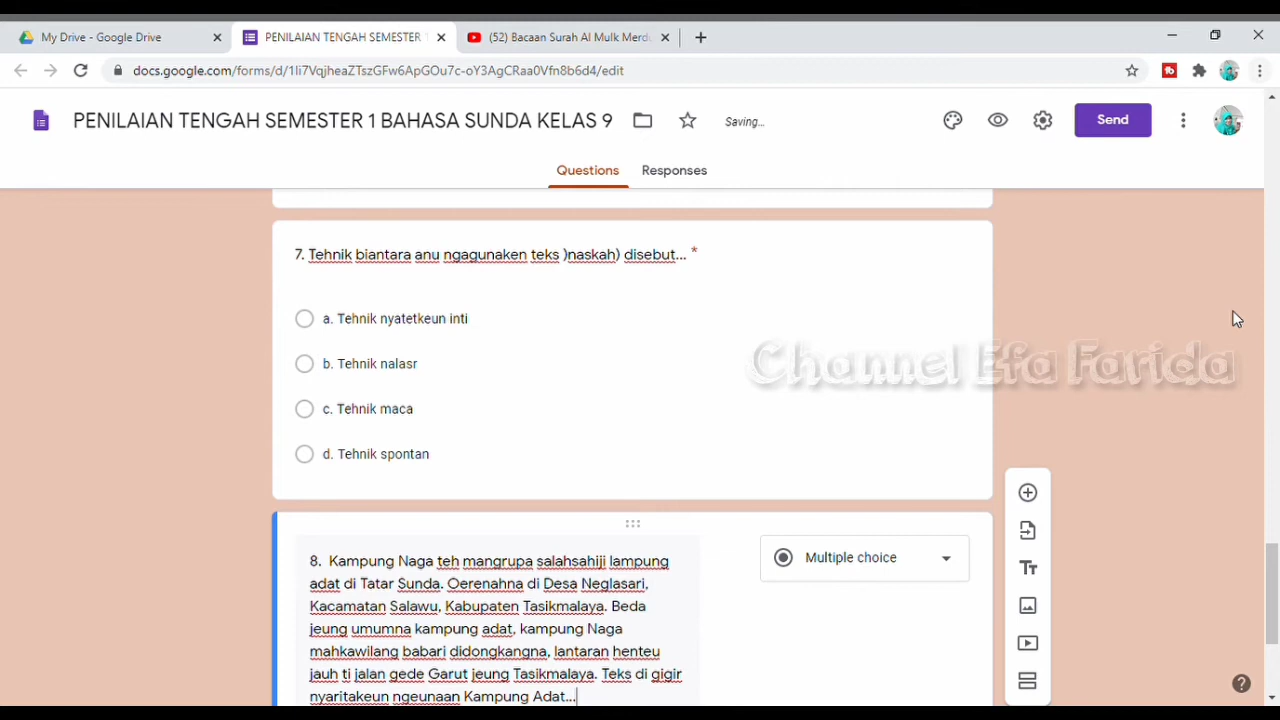 My Drive - Google Drive
PENILAIAN TENGAH SEMESTER 1
(52) Bacaan Surah Al Mulk Merdu
docs.google.com/forms/d/1li7VqjheaZTszGFw6ApGOu7c-oY3AgCRaa0Vfn8b6d4/edit
PENILAIAN TENGAH SEMESTER 1 BAHASA SUNDA KELAS 9
Saving...
Send
Questions
Responses
7. Tehnik biantara anu ngagunaken teks )naskah) disebut... *
a. Tehnik nyatetkeun inti
b. Tehnik nalasr
c. Tehnik maca
d. Tehnik spontan
Channel Efa Farida
8. Kampung Naga teh mangrupa salahsahiji lampung
adat di Tatar Sunda. Oerenahna di Desa Neglasari,
Kacamatan Salawu, Kabupaten Tasikmalaya. Beda
jeung umumna kampung adat, kampung Naga
mahkawilang babari didongkangna, lantaran henteu
jauh ti jalan gede Garut jeung Tasikmalaya. Teks di gigir
nyaritakeun ngeunaan Kampung Adat...
Multiple choice
Tт